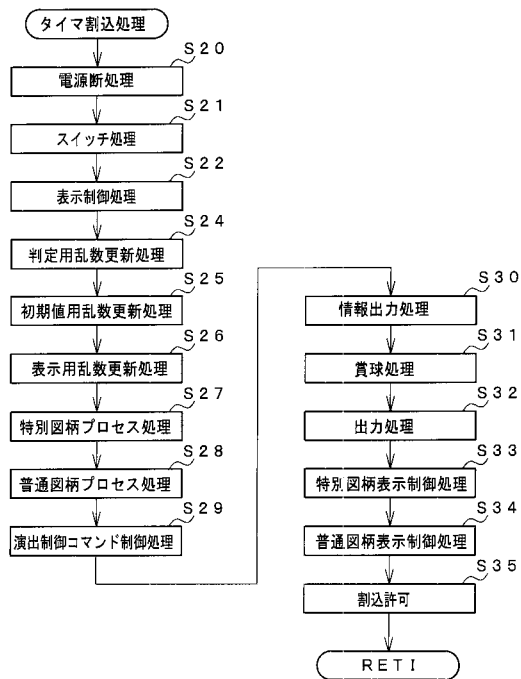 タイマ割込処理
S20
電源断処理
S21
スイッチ処理
S22
表示制御処理
S24
判定用乱数更新処理
S25
初期値用乱数更新処理
S26
表示用乱数更新処理
S27
特別図柄プロセス処理
S28
普通図柄プロセス処理
S29
演出制御コマンド制御処理
S30
情報出力処理
S31
賞球処理
S32
出力処理
S33
特別図柄表示制御処理
S34
普通図柄表示制御処理
S35
割込許可
RETI